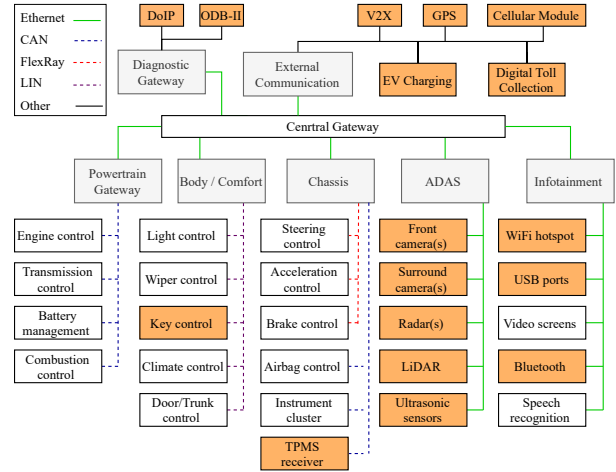 Ethernet
CAN
FlexRay
LIN
Other
DoIP
ODB-II
V2X
GPS
Cellular Module
Diagnostic
Gateway
External
Communication
EV Charging
Digital Toll
Collection
Cenrtral Gateway
Powertrain
Gateway
Body / Comfort
Chassis
ADAS
Infotainment
Engine control
Transmission
control
Battery
management
Combustion
control
Light control
Wiper control
Key control
Climate control
Door/Trunk
control
Steering
control
Acceleration
control
Brake control
Airbag control
Instrument
cluster
TPMS
receiver
Front
camera(s)
Surround
camera(s)
Radar(s)
LiDAR
Ultrasonic
sensors
WiFi hotspot
USB ports
Video screens
Bluetooth
Speech
recognition